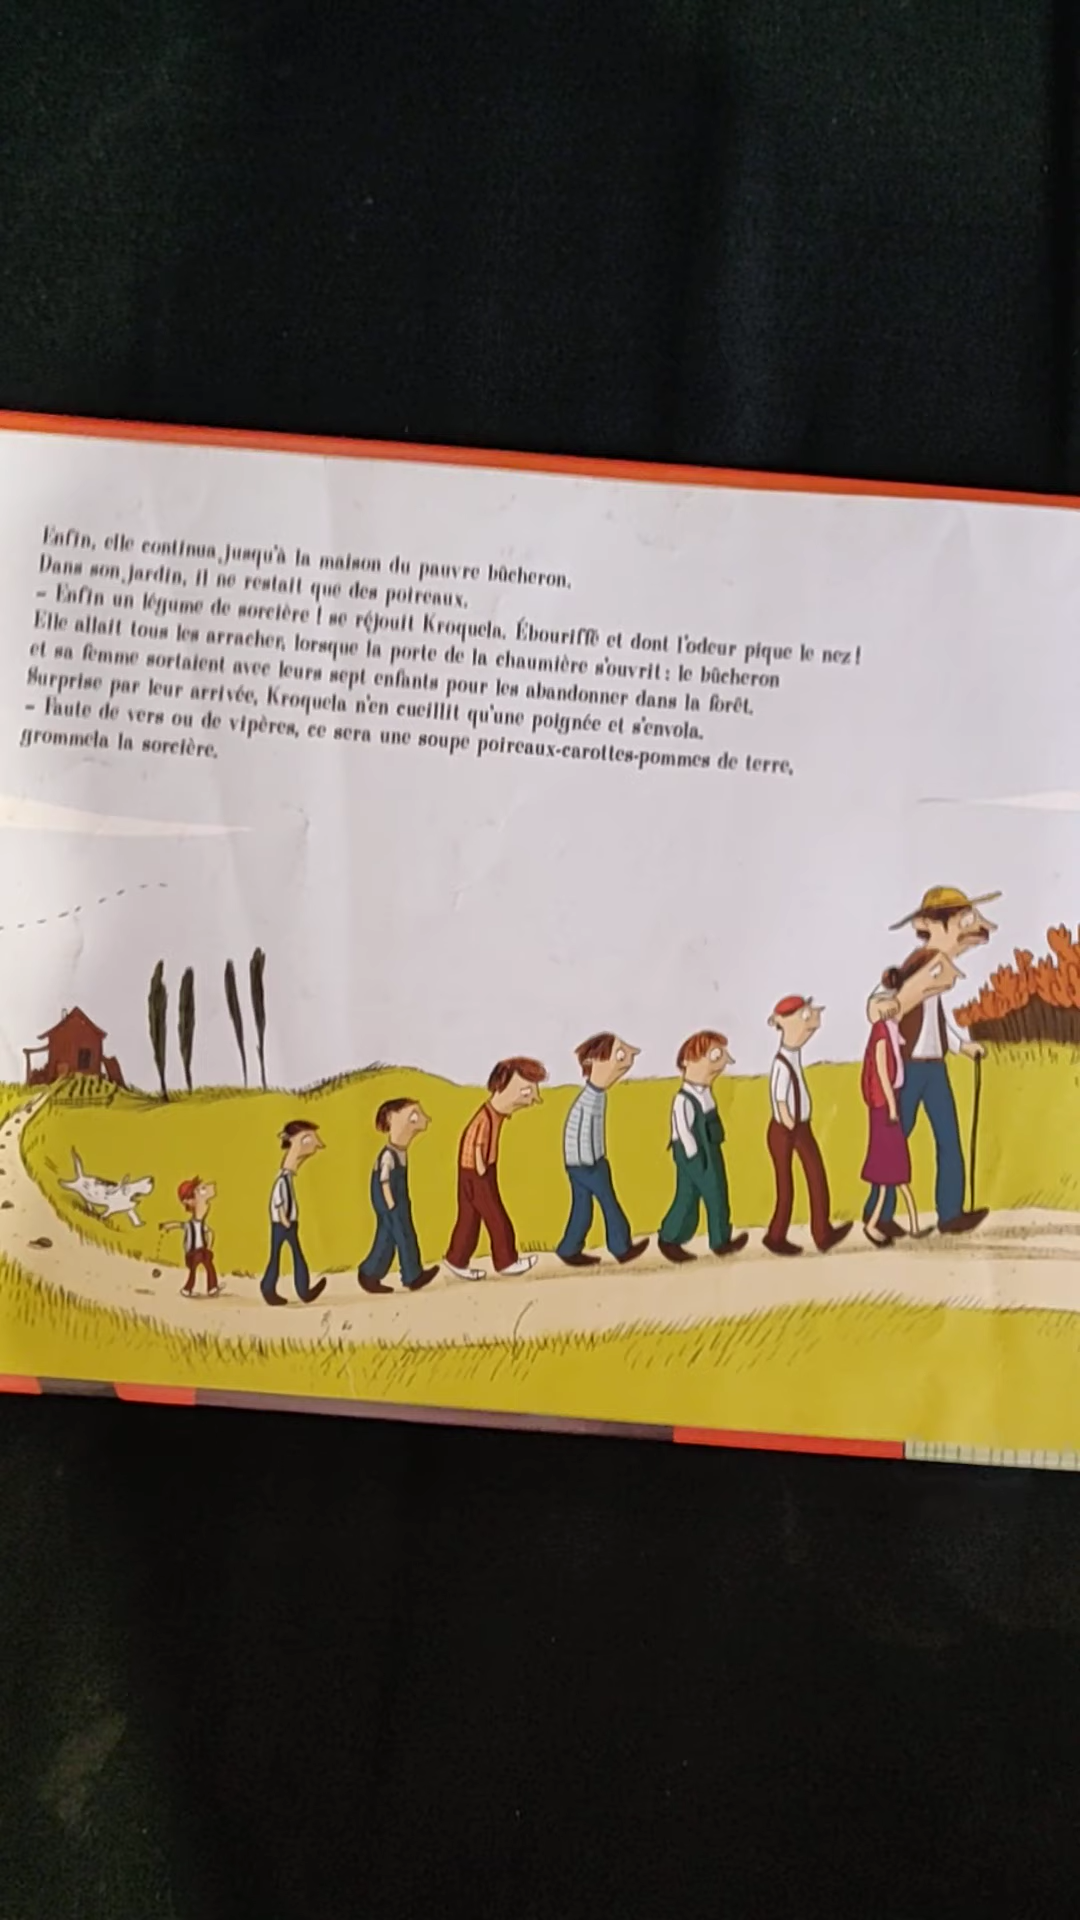 Enfin, elle continua jusqu'à la maison du pauvre bûcheron.
Dans son jardin, il ne restait que des poireaux.
– Enfin un légume de sorcière ! se réjouit Kroquela. Ébouriffé et dont l'odeur pique le nez !
Elle allait tous les arracher, lorsque la porte de la chaumière s'ouvrit : le bûcheron
et sa femme sortaient avec leurs sept enfants pour les abandonner dans la forêt.
Surprise par leur arrivée, Kroquela n'en cueillit qu'une poignée et s'envola.
– Faute de vers ou de vipères, ce sera une soupe poireaux-carottes-pommes de terre,
grommela la sorcière.